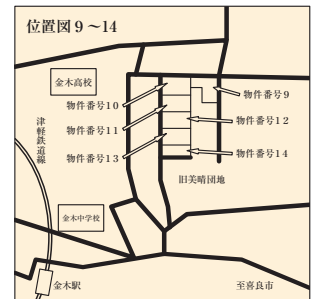 位置図9～14
金木高校
物件番号10
物件番号9
物件番号11
物件番号12
物件番号13
物件番号14
津軽鉄道線
旧美晴団地
金木中学校
金木駅
至喜良市